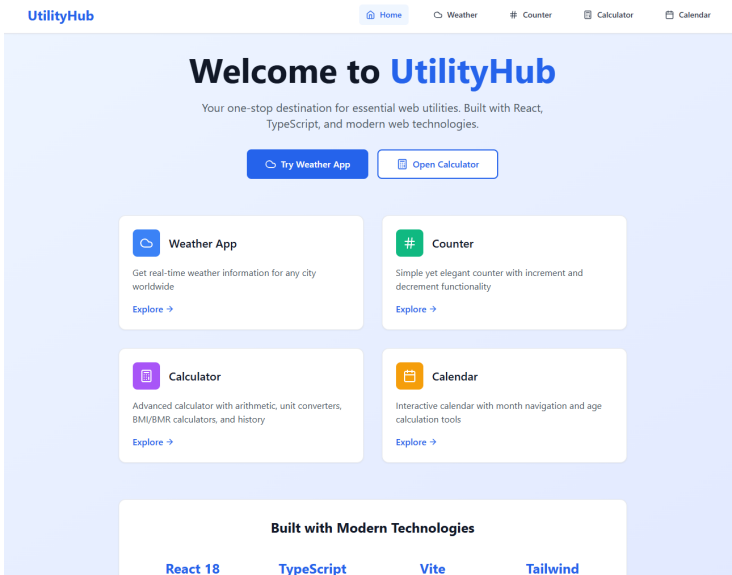 UtilityHub
Home
Weather
Counter
Calculator
Calendar
Welcome to UtilityHub
Your one-stop destination for essential web utilities. Built with React,
TypeScript, and modern web technologies.
Try Weather App
Open Calculator
Weather App
Get real-time weather information for any city
worldwide
Explore →
Counter
Simple yet elegant counter with increment and
decrement functionality
Explore →
Calculator
Advanced calculator with arithmetic, unit converters,
BMI/BMR calculators, and history
Explore →
Calendar
Interactive calendar with month navigation and age
calculation tools
Explore →
Built with Modern Technologies
React 18
TypeScript
Vite
Tailwind